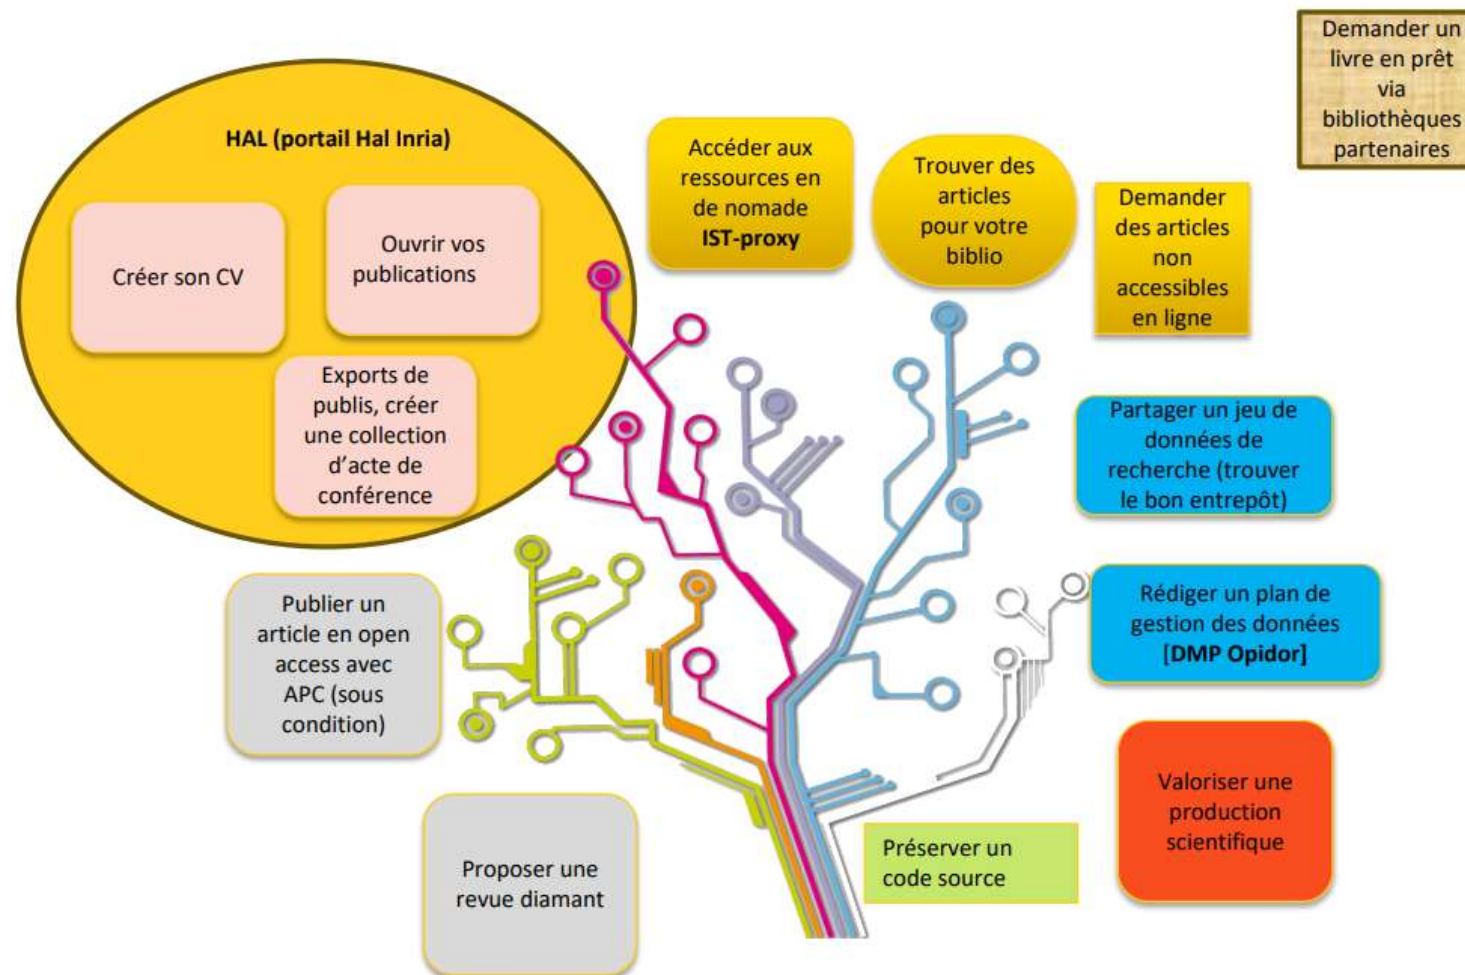 Demander un
livre en prêt
via
bibliothèques
partenaires
HAL (portail Hal Inria)
Créer son CV
Ouvrir vos
publications
Exports de
publis, créer
une collection
d'acte de
conférence
Accéder aux
ressources en
de nomade
IST-proxy
Trouver des
articles
pour votre
biblio
Demander
des articles
non
accessibles
en ligne
Partager un jeu de
données de
recherche (trouver
le bon entrepôt)
Publier un
article en open
access avec
APC (sous
condition)
Rédiger un plan de
gestion des données
[DMP Opidor]
Proposer une
revue diamant
Préserver un
code source
Valoriser une
production
scientifique